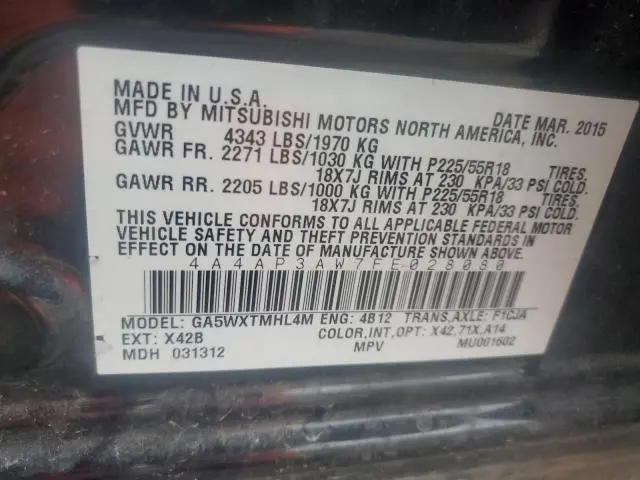 MADE IN U.S.A. DATE MAR. 2015
MFD BY MITSUBISHI MOTORS NORTH AMERICA, INC.
GVWR 4343 LBS/1970 KG
GAWR FR. 2271 LBS/1030 KG WITH P225/55R18 TIRES,
18X7J RIMS AT 230 KPA/33 PSI COLD.
GAWR RR. 2205 LBS/1000 KG WITH P225/55R18 TIRES,
18X7J RIMS AT 230 KPA/33 PSI COLD.
THIS VEHICLE CONFORMS TO ALL APPLICABLE FEDERAL MOTOR
VEHICLE SAFETY AND THEFT PREVENTION STANDARDS IN
EFFECT ON THE DATE OF MANUFACTURE SHOWN ABOVE.
4A4AP3AW7FE028080
MODEL: GA5WXTMHL4M ENG: 4B12 TRANS.AXLE: F1CJA
EXT: X42B COLOR,INT,OPT: X42,71X,A14
MDH 031312 MPV MU001602